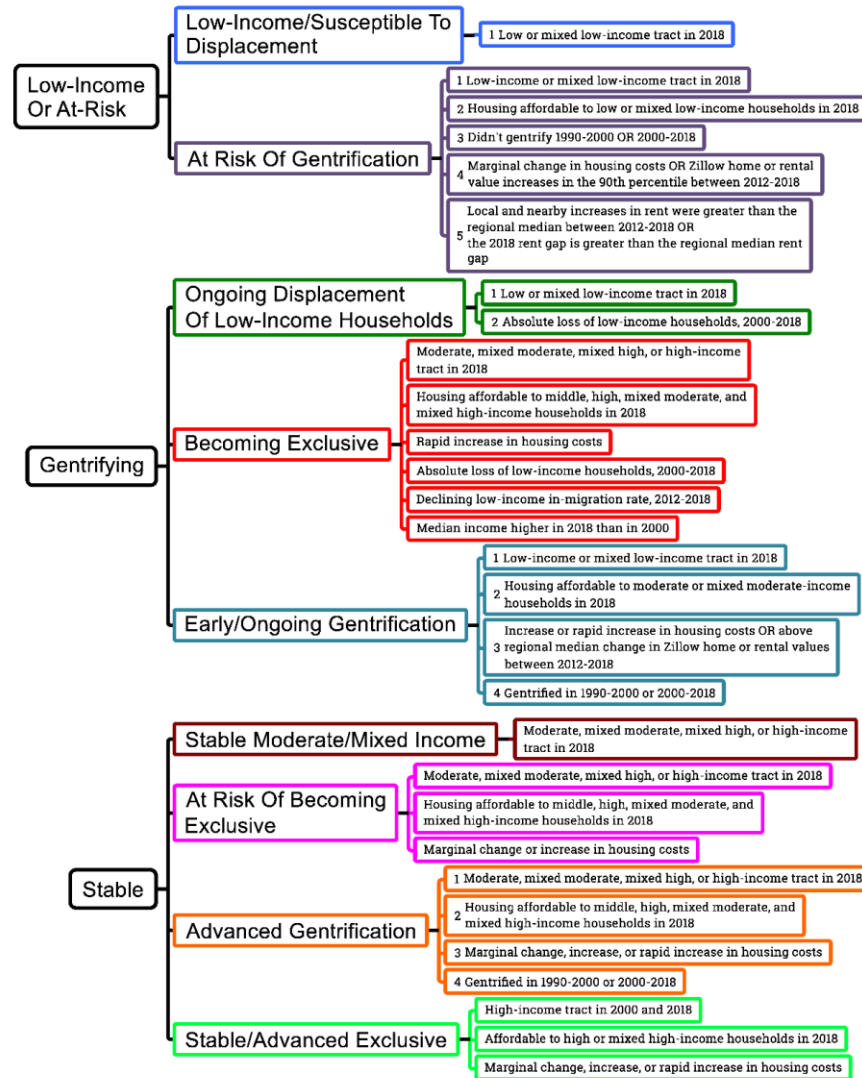 Low-Income
Or At-Risk
Low-Income/Susceptible To
Displacement
1 Low or mixed low-income tract in 2018
At Risk Of Gentrification
1 Low-income or mixed low-income tract in 2018
2 Housing affordable to low or mixed low-income households in 2018
3 Didn't gentrify 1990-2000 OR 2000-2018
4 Marginal change in housing costs OR Zillow home or rental
value increases in the 90th percentile between 2012-2018
5 Local and nearby increases in rent were greater than the
regional median between 2012-2018 OR
the 2018 rent gap is greater than the regional median rent
gap
Gentrifying
Ongoing Displacement
Of Low-Income Households
1 Low or mixed low-income tract in 2018
2 Absolute loss of low-income households, 2000-2018
Becoming Exclusive
Moderate, mixed moderate, mixed high, or high-income
tract in 2018
Housing affordable to middle, high, mixed moderate, and
mixed high-income households in 2018
Rapid increase in housing costs
Absolute loss of low-income households, 2000-2018
Declining low-income in-migration rate, 2012-2018
Median income higher in 2018 than in 2000
Early/Ongoing Gentrification
1 Low-income or mixed low-income tract in 2018
2 Housing affordable to moderate or mixed moderate-income
households in 2018
3 Increase or rapid increase in housing costs OR above
regional median change in Zillow home or rental values
between 2012-2018
4 Gentrified in 1990-2000 or 2000-2018
Stable
Stable Moderate/Mixed Income
Moderate, mixed moderate, mixed high, or high-income
tract in 2018
At Risk Of Becoming
Exclusive
Moderate, mixed moderate, mixed high, or high-income tract in 2018
Housing affordable to middle, high, mixed moderate, and
mixed high-income households in 2018
Marginal change or increase in housing costs
Advanced Gentrification
1 Moderate, mixed moderate, mixed high, or high-income tract in 2018
2 Housing affordable to middle, high, mixed moderate, and
mixed high-income households in 2018
3 Marginal change, increase, or rapid increase in housing costs
4 Gentrified in 1990-2000 or 2000-2018
Stable/Advanced Exclusive
High-income tract in 2000 and 2018
Affordable to high or mixed high-income households in 2018
Marginal change, increase, or rapid increase in housing costs